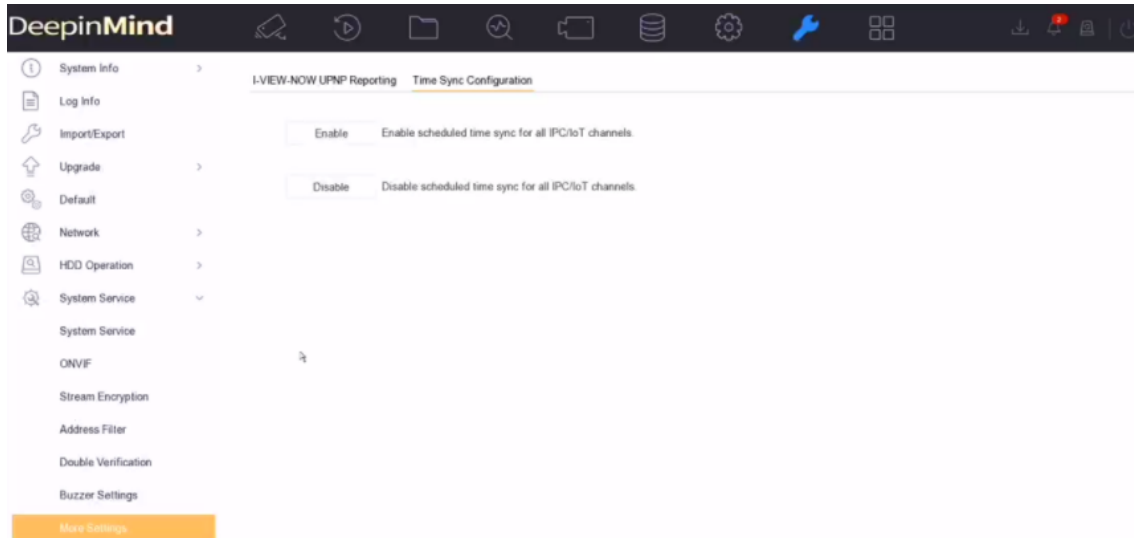 DeepinMind
2
System Info
Log Info
Import/Export
Upgrade
Default
Network
HDD Operation
System Service
System Service
ONVIF
Stream Encryption
Address Filter
Double Verification
Buzzer Settings
More Settings
I-VIEW-NOW UPNP Reporting Time Sync Configuration
Enable Enable scheduled time sync for all IPC/IoT channels.
Disable Disable scheduled time sync for all IPC/IoT channels.